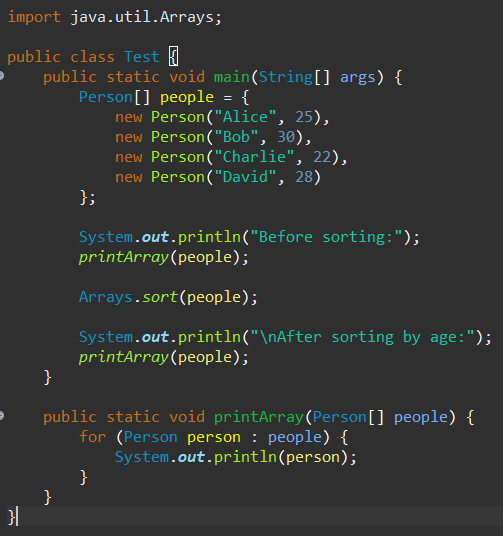 import java.util.Arrays;
public class Test {
public static void main(String[] args) {
Person[] people = {
new Person("Alice", 25),
new Person("Bob", 30),
new Person("Charlie", 22),
new Person("David", 28)
};
System.out.println("Before sorting:");
printArray(people);
Arrays.sort(people);
System.out.println("\nAfter sorting by age:");
printArray(people);
}
public static void printArray(Person[] people) {
for (Person person : people) {
System.out.println(person);
}
}
}